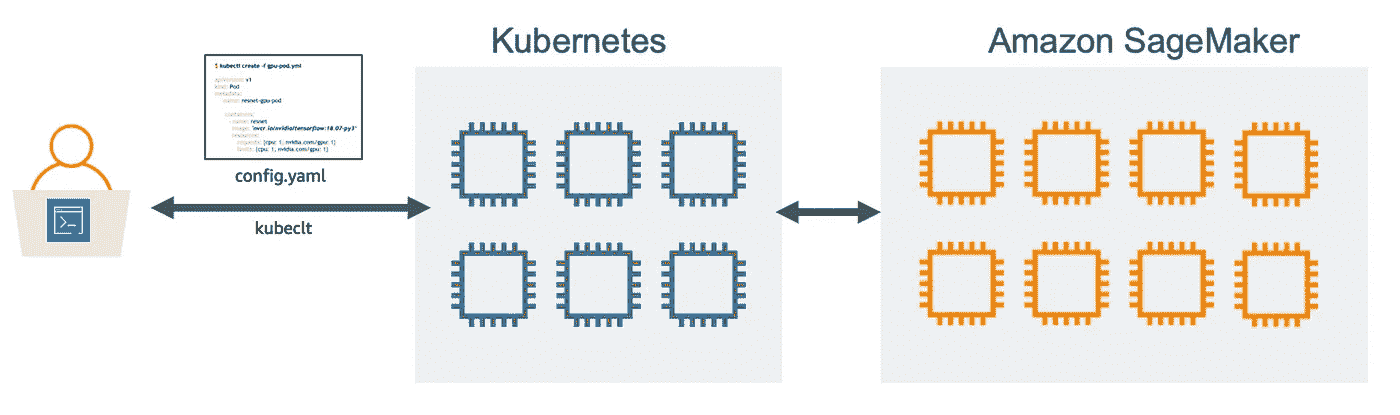 Kubernetes
Amazon SageMaker
$ kubectl create -f gpu-pod.yml
apiVersion: v1
kind: Pod
metadata:
name: resnet-gpu-pod
containers:
- name: resnet
image: "nvcr.io/nvidia/tensorflow:18.07-py3"
resources:
requests: [cpu: 1, nvidia.com/gpu: 1]
limits: [cpu: 1, nvidia.com/gpu: 1]
config.yaml
kubeclt
>_